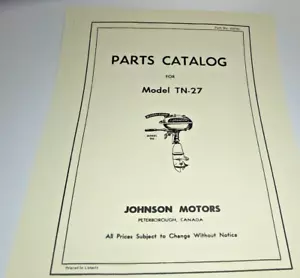 PARTS CATALOG
FOR
Model TN-27
JOHNSON MOTORS
PETERBOROUGH, CANADA
All Prices Subject to Change Without Notice